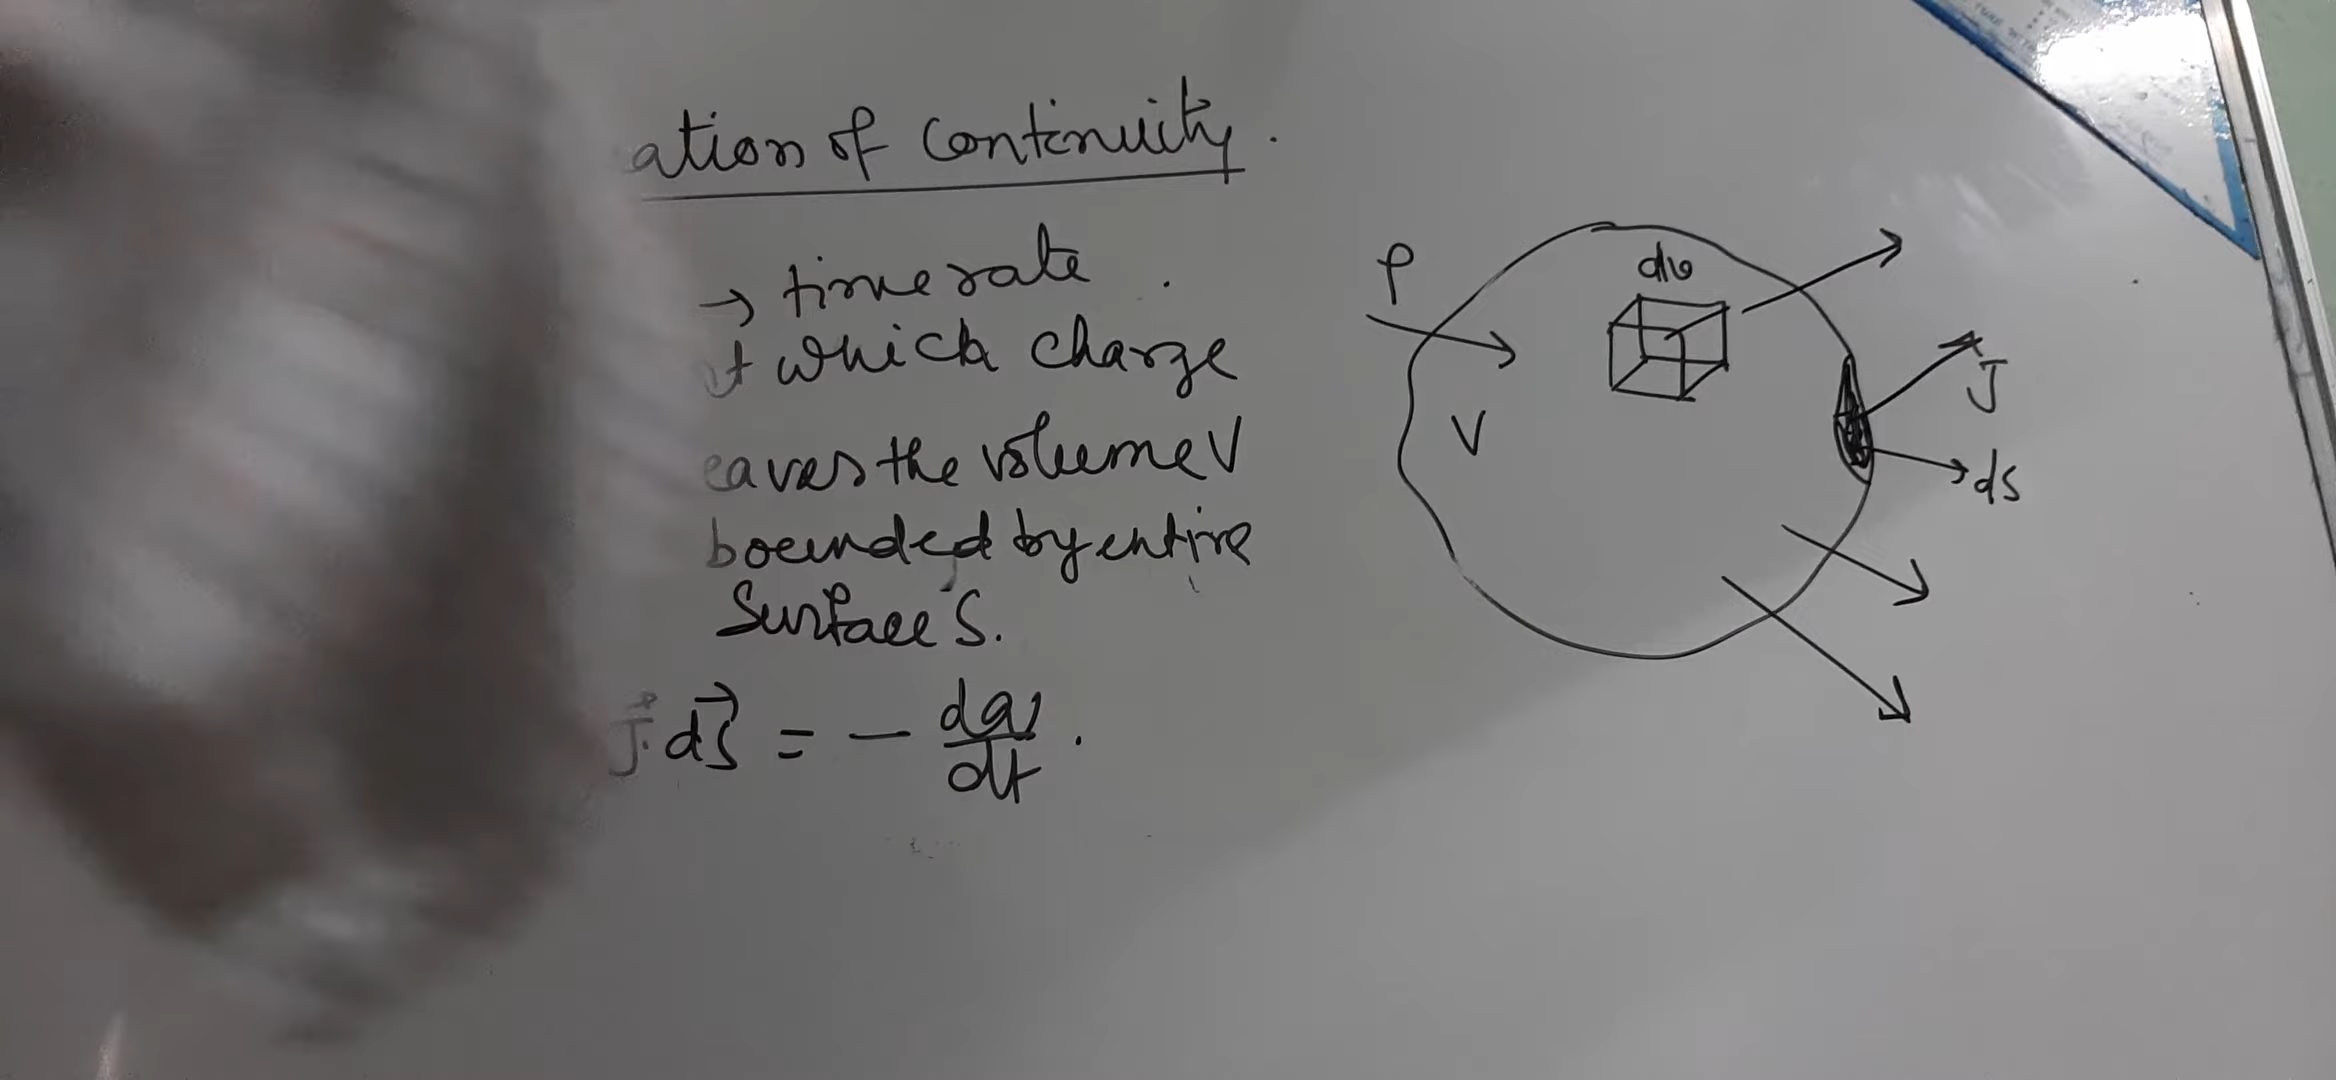 ation of Continuity.
→ time rate
t which charge
eaves the volume V
bounded by entire
Surface S.
J⃗. dS⃗ = - dq/dt.
ρ
dv
V
J
ds